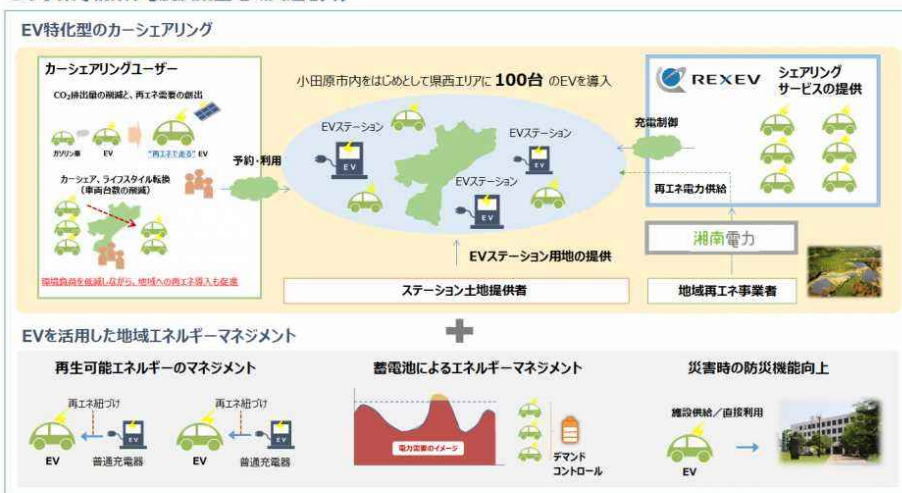 EV特化型のカーシェアリング
カーシェアリングユーザー
CO₂排出量の削減と、再エネ需要の創出
ガソリン車
EV
"再エネで走る" EV
カーシェア、ライフスタイル転換
(車両台数の削減)
環境負荷を低減しながら、地域への再エネ導入も促進
予約・利用
小田原市内をはじめとして県西エリアに 100台 のEVを導入
EVステーション
EV
EVステーション
EV
EVステーション
EV
EVステーション用地の提供
ステーション土地提供者
充電制御
REXEV
シェアリング
サービスの提供
再エネ電力供給
湘南電力
地域再エネ事業者
EVを活用した地域エネルギーマネジメント
再生可能エネルギーのマネジメント
再エネ紐づけ
EV
EV
普通充電器
再エネ紐づけ
EV
EV
普通充電器
蓄電池によるエネルギーマネジメント
電力需要のイメージ
デマンド
コントロール
災害時の防災機能向上
施設供給/直接利用
EV